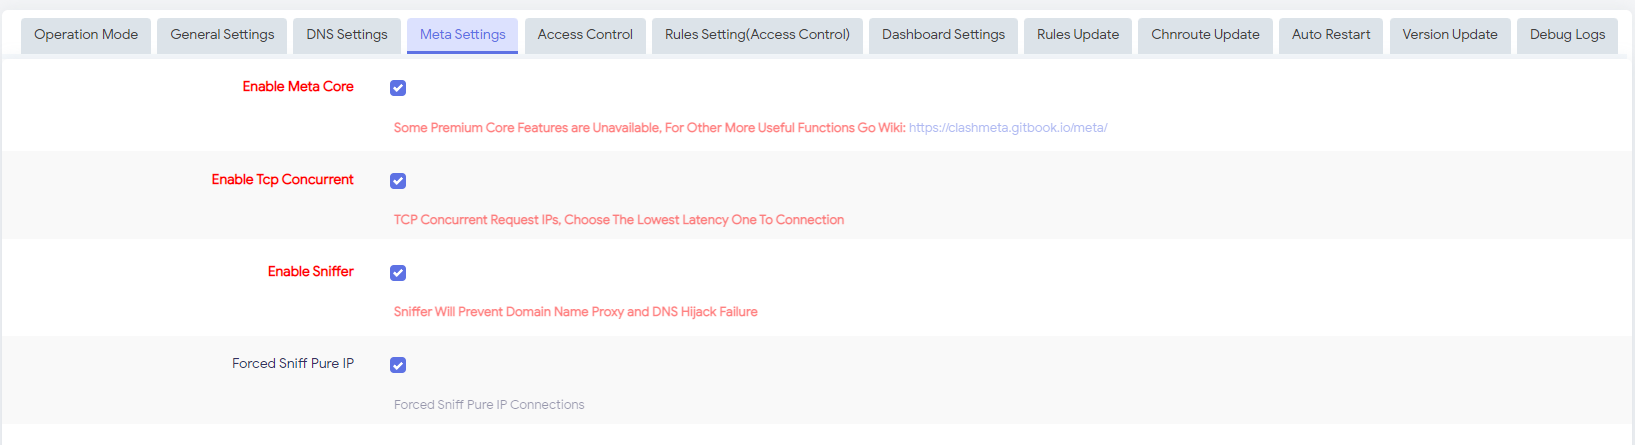 Operation Mode General Settings DNS Settings Meta Settings Access Control Rules Setting(Access Control) Dashboard Settings Rules Update Chnroute Update Auto Restart Version Update Debug Logs
Enable Meta Core
Some Premium Core Features are Unavailable, For Other More Useful Functions Go Wiki: https://clashmeta.gitbook.io/meta/
Enable Tcp Concurrent
TCP Concurrent Request IPs, Choose The Lowest Latency One To Connection
Enable Sniffer
Sniffer Will Prevent Domain Name Proxy and DNS Hijack Failure
Forced Sniff Pure IP
Forced Sniff Pure IP Connections